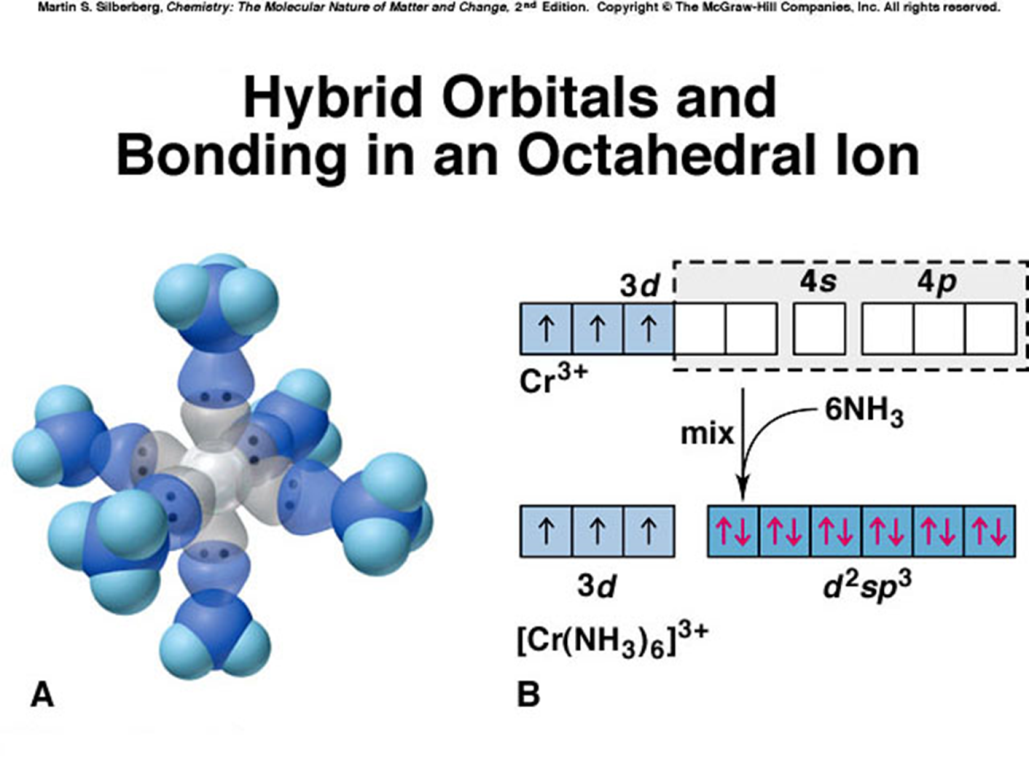 Martin S. Silberberg, Chemistry: The Molecular Nature of Matter and Change, 2nd Edition. Copyright © The McGraw-Hill Companies, Inc. All rights reserved.
Hybrid Orbitals and
Bonding in an Octahedral Ion
3d 4s 4p
↑ ↑ ↑
Cr³⁺
6NH₃
mix
↑ ↑ ↑ ↑↓ ↑↓ ↑↓ ↑↓ ↑↓ ↑↓
3d d²sp³
[Cr(NH₃)₆]³⁺
A B